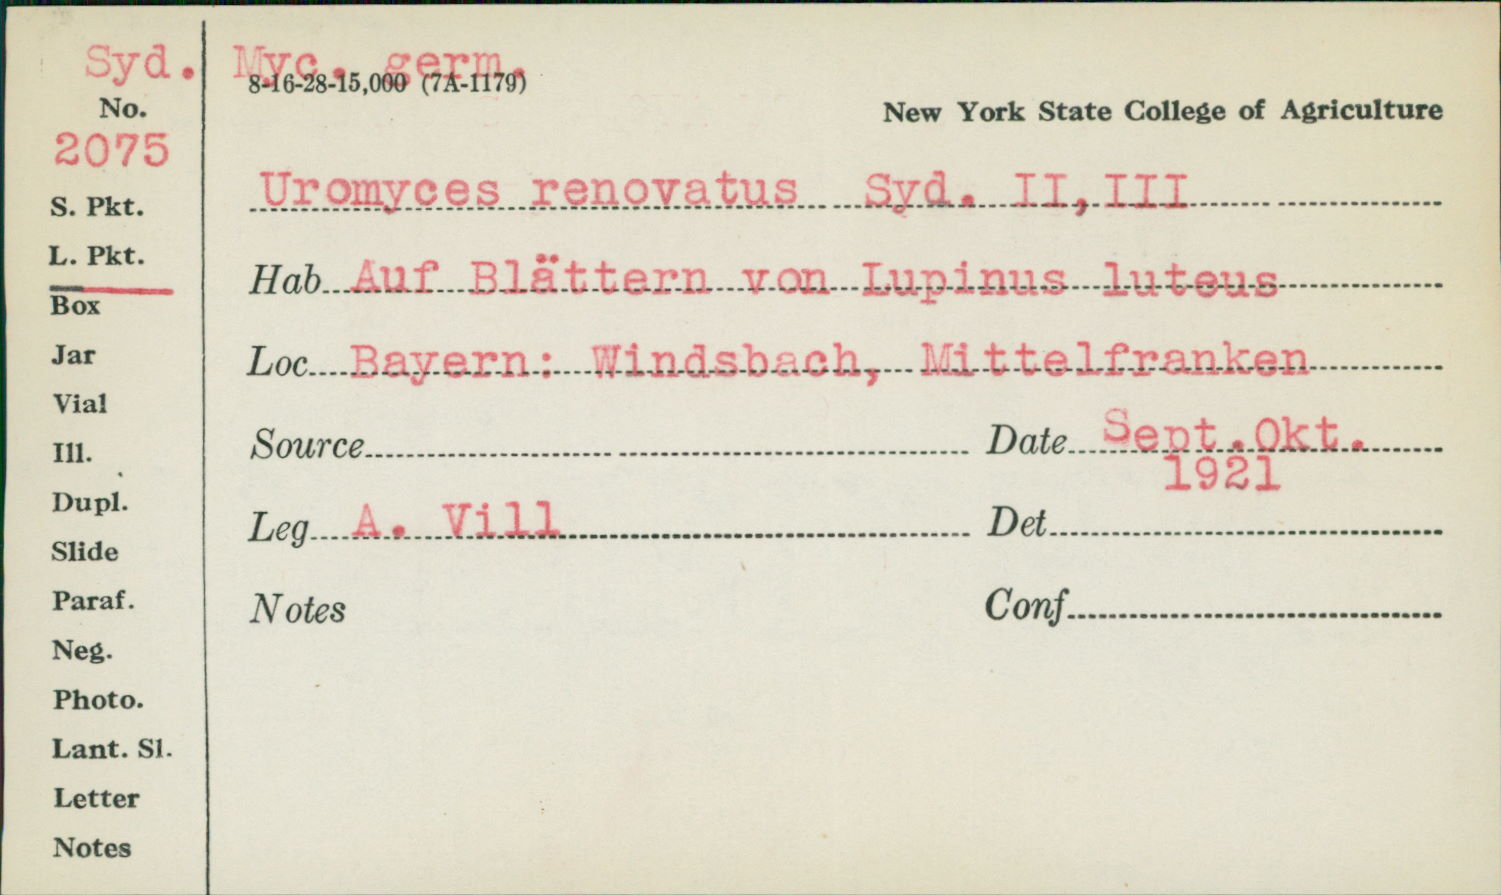 Syd. Myc. germ.
8-16-28-15,000 (7A-1179)
No.
2075
New York State College of Agriculture
S. Pkt.
L. Pkt.
Box
Jar
Vial
Ill.
Dupl.
Slide
Paraf.
Neg.
Photo.
Lant. Sl.
Letter
Notes
Uromyces renovatus Syd. II,III
Hab. Auf Blättern von Lupinus luteus
Loc. Bayern: Windsbach, Mittelfranken
Source Date Sept.Okt.
1921
Leg. A. Vill Det
Notes Conf